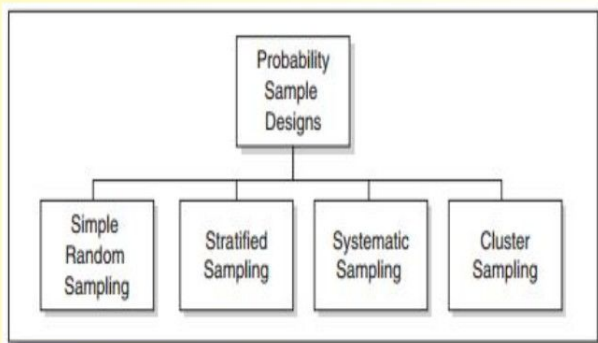 Probability
Sample
Designs
Simple
Random
Sampling
Stratified
Sampling
Systematic
Sampling
Cluster
Sampling